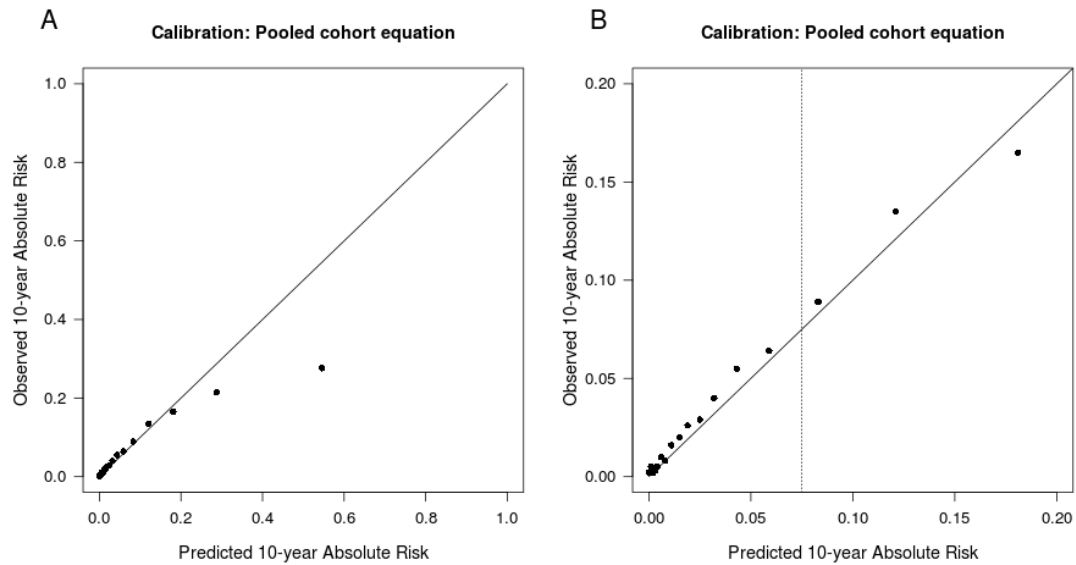 A
Calibration: Pooled cohort equation
Observed 10-year Absolute Risk
1.0
0.8
0.6
0.4
0.2
0.0
0.0 0.2 0.4 0.6 0.8 1.0
Predicted 10-year Absolute Risk
B
Calibration: Pooled cohort equation
Observed 10-year Absolute Risk
0.20
0.15
0.10
0.05
0.00
0.00 0.05 0.10 0.15 0.20
Predicted 10-year Absolute Risk